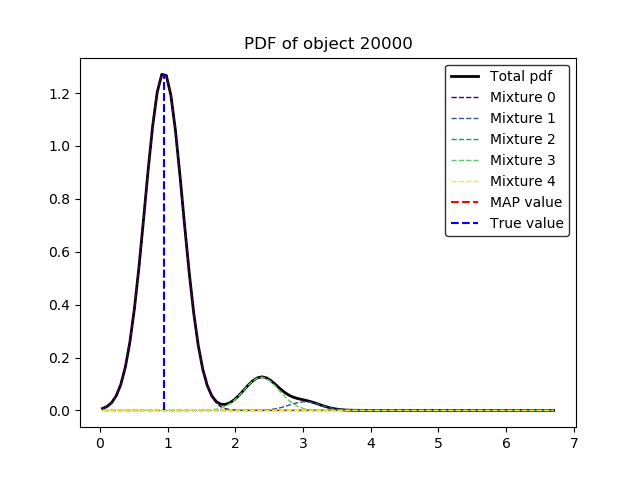 PDF of object 20000
Total pdf
Mixture 0
Mixture 1
Mixture 2
Mixture 3
Mixture 4
MAP value
True value
1.2
1.0
0.8
0.6
0.4
0.2
0.0
0 1 2 3 4 5 6 7